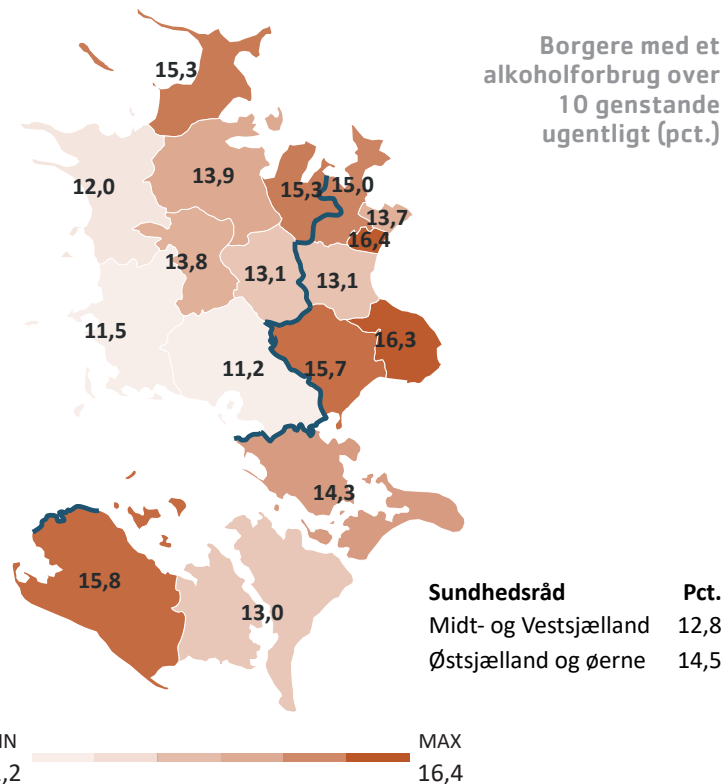 Borgere med et
alkoholforbrug over
10 genstande
ugentligt (pct.)
15,3
12,0
13,9
15,3
15,0
13,7
16,4
13,8
13,1
13,1
11,5
11,2
15,7
16,3
14,3
15,8
13,0
Sundhedsråd Pct.
Midt- og Vestsjælland 12,8
Østsjælland og øerne 14,5
IN MAX
,2 16,4